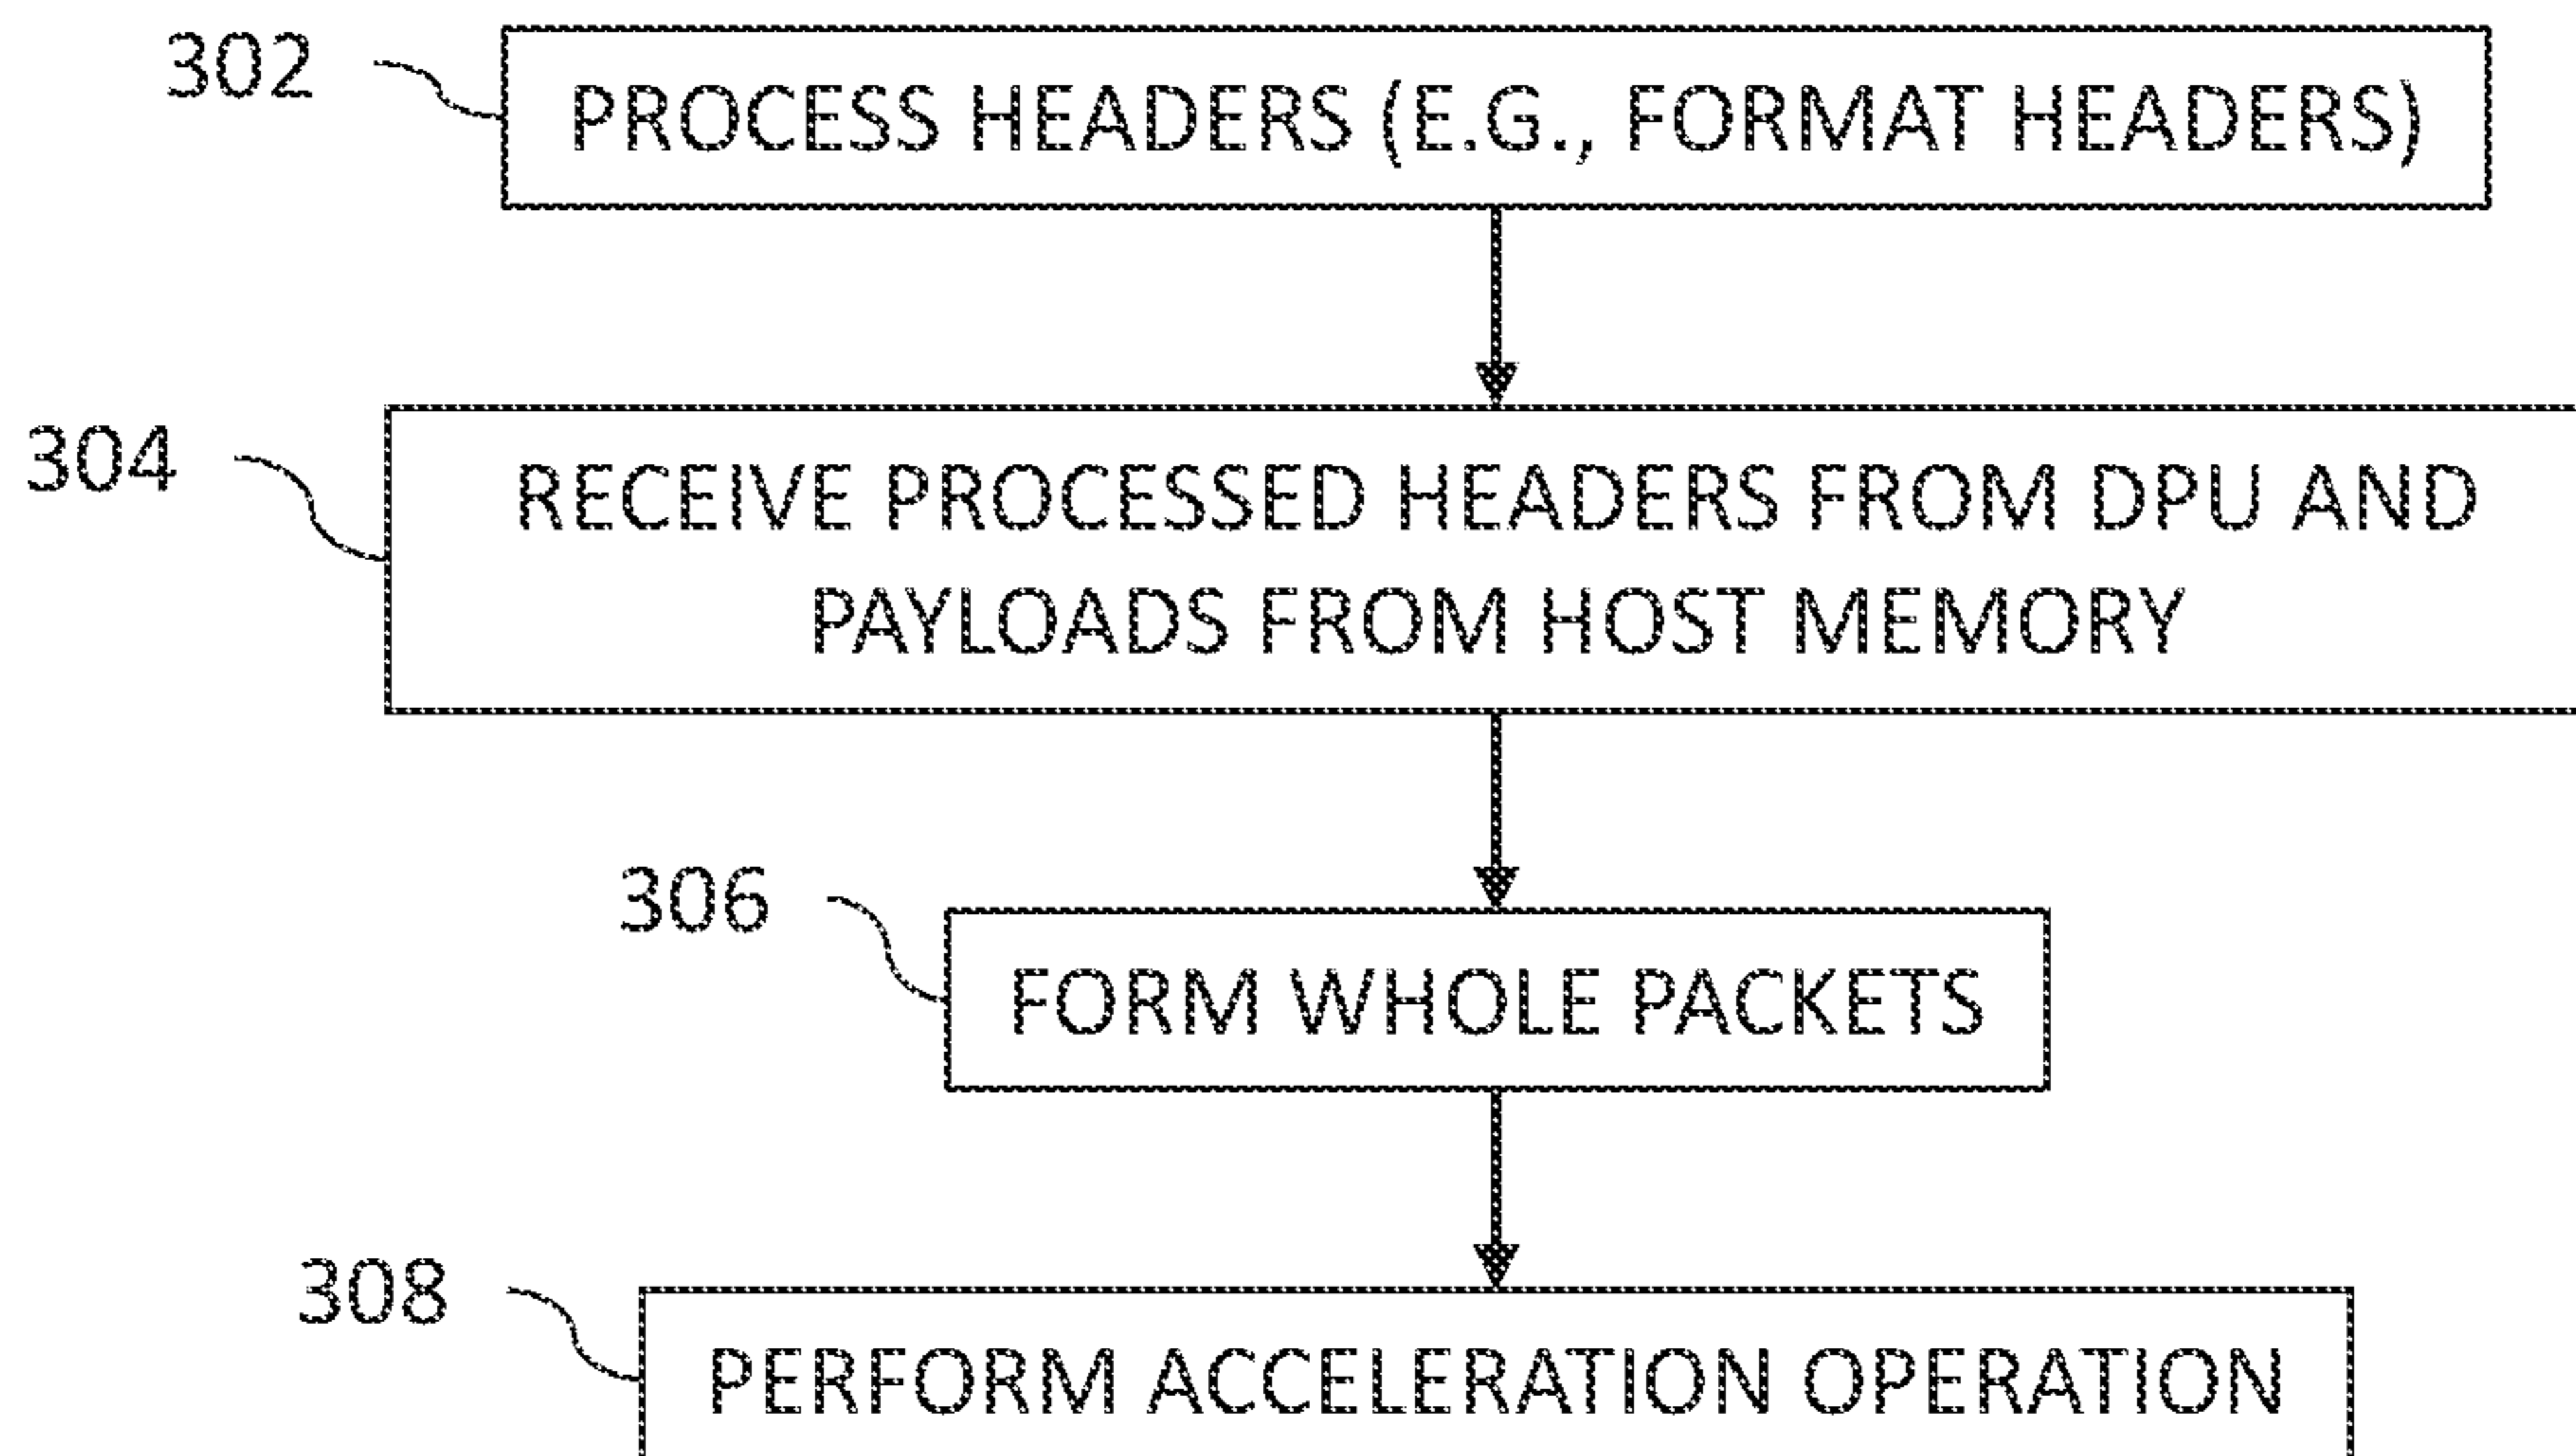 302
PROCESS HEADERS (E.G., FORMAT HEADERS)
304
RECEIVE PROCESSED HEADERS FROM DPU AND
PAYLOADS FROM HOST MEMORY
306
FORM WHOLE PACKETS
308
PERFORM ACCELERATION OPERATION